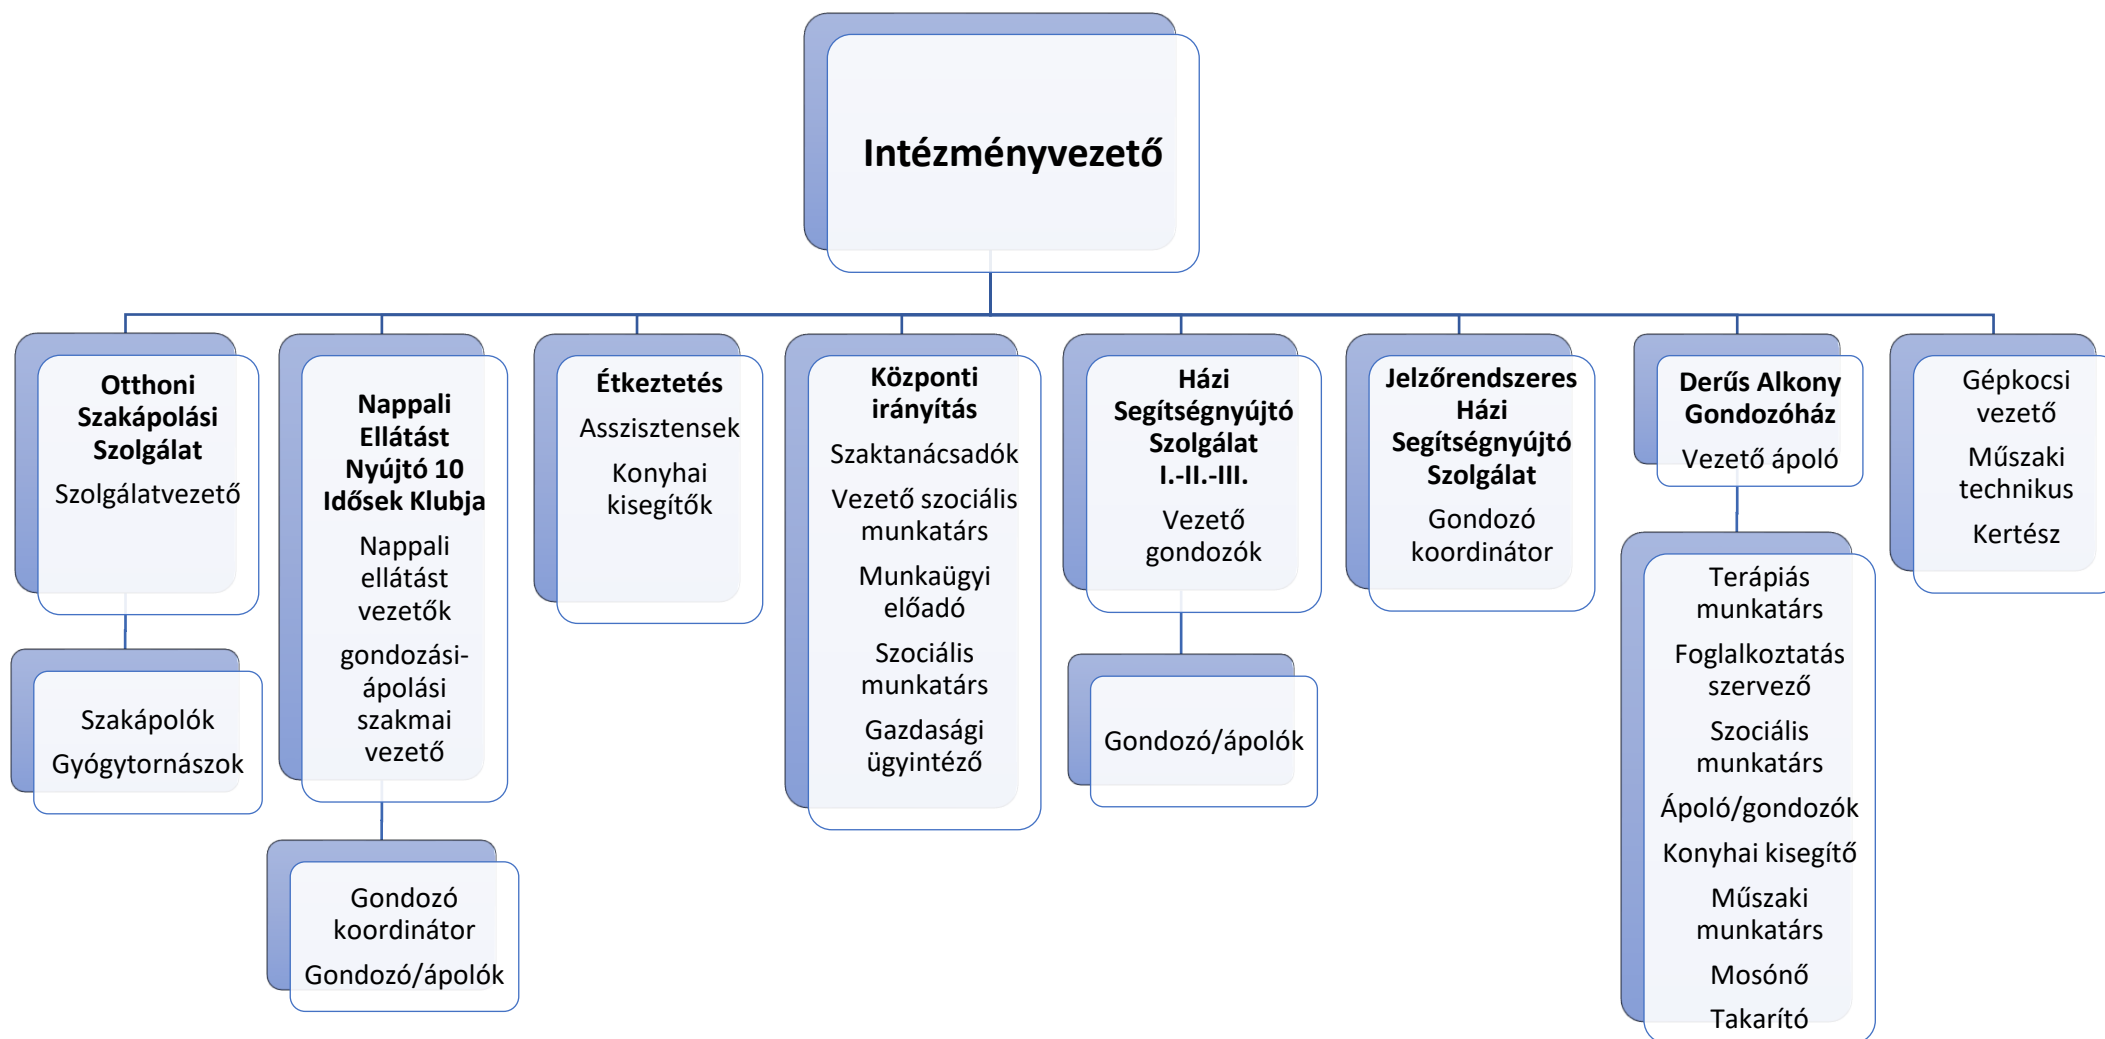 Intézményvezető
Otthoni
Szakápolási
Szolgálat
Szolgálatvezető
Szakápolók
Gyógytornászok
Nappali
Ellátást
Nyújtó 10
Idősek Klubja
Nappali
ellátást
vezetők
gondozási-
ápolási
szakmai
vezető
Gondozó
koordinátor
Gondozó/ápolók
Étkeztetés
Asszisztensek
Konyhai
kisegítők
Központi
irányítás
Szaktanácsadók
Vezető szociális
munkatárs
Munkaügyi
előadó
Szociális
munkatárs
Gazdasági
ügyintéző
Házi
Segítségnyújtó
Szolgálat
I.-II.-III.
Vezető
gondozók
Gondozó/ápolók
Jelzőrendszeres
Házi
Segítségnyújtó
Szolgálat
Gondozó
koordinátor
Derűs Alkony
Gondozóház
Vezető ápoló
Terápiás
munkatárs
Foglalkoztatás
szervező
Szociális
munkatárs
Ápoló/gondozók
Konyhai kisegítő
Műszaki
munkatárs
Mosónő
Takarító
Gépkocsi
vezető
Műszaki
technikus
Kertész